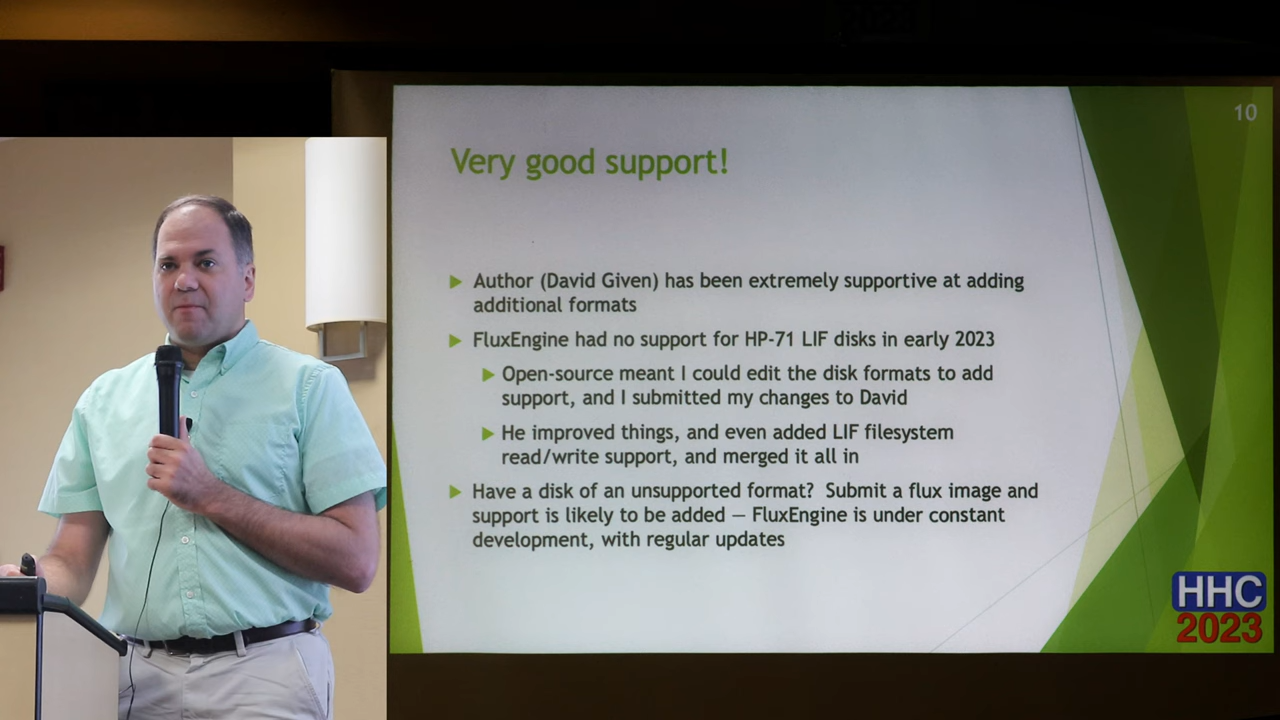 10
Very good support!
Author (David Given) has been extremely supportive at adding
additional formats
FluxEngine had no support for HP-71 LIF disks in early 2023
Open-source meant I could edit the disk formats to add
support, and I submitted my changes to David
He improved things, and even added LIF filesystem
read/write support, and merged it all in
Have a disk of an unsupported format?  Submit a flux image and
support is likely to be added — FluxEngine is under constant
development, with regular updates
HHC
2023